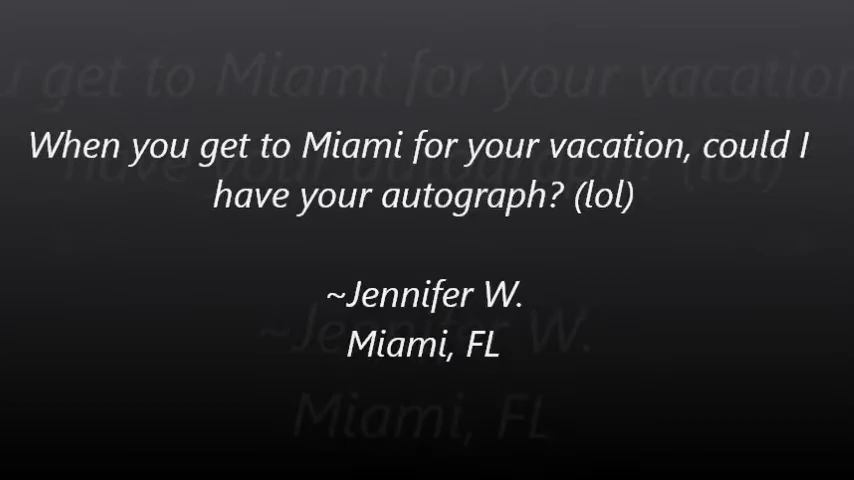 When you get to Miami for your vacation, could I
have your autograph? (lol)
~Jennifer W.
Miami, FL